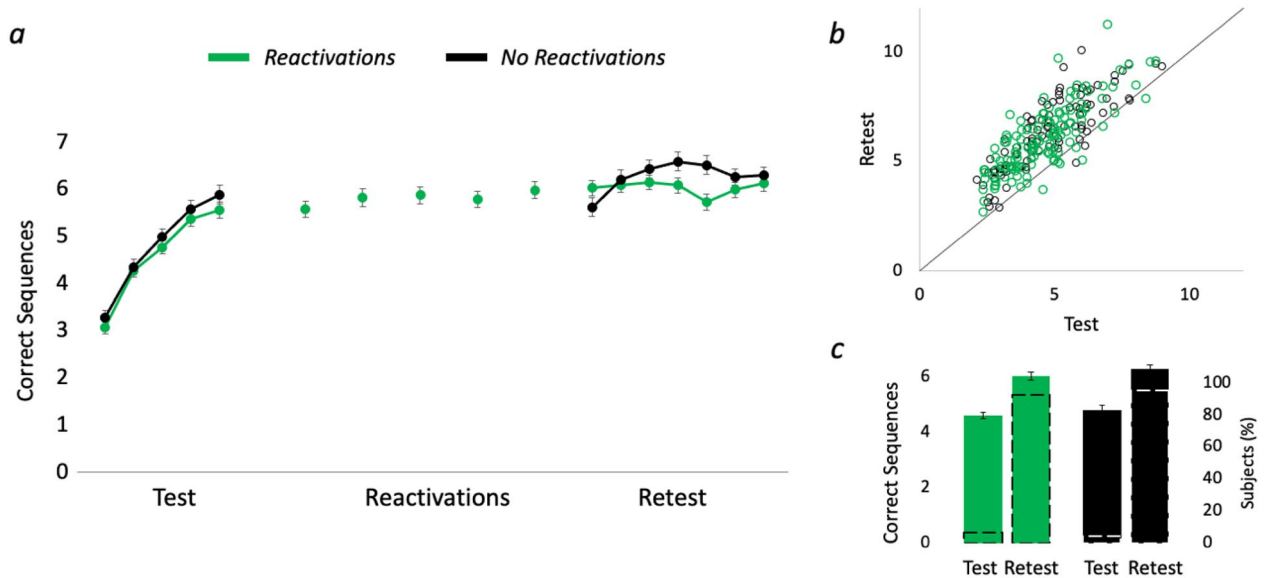 a
Reactivations
No Reactivations
Correct Sequences
7
6
5
4
3
2
1
0
Test
Reactivations
Retest
b
Retest
10
5
0
0
5
10
Test
c
Correct Sequences
6
4
2
0
100
80
60
40
20
0
Subjects (%)
Test Retest
Test Retest